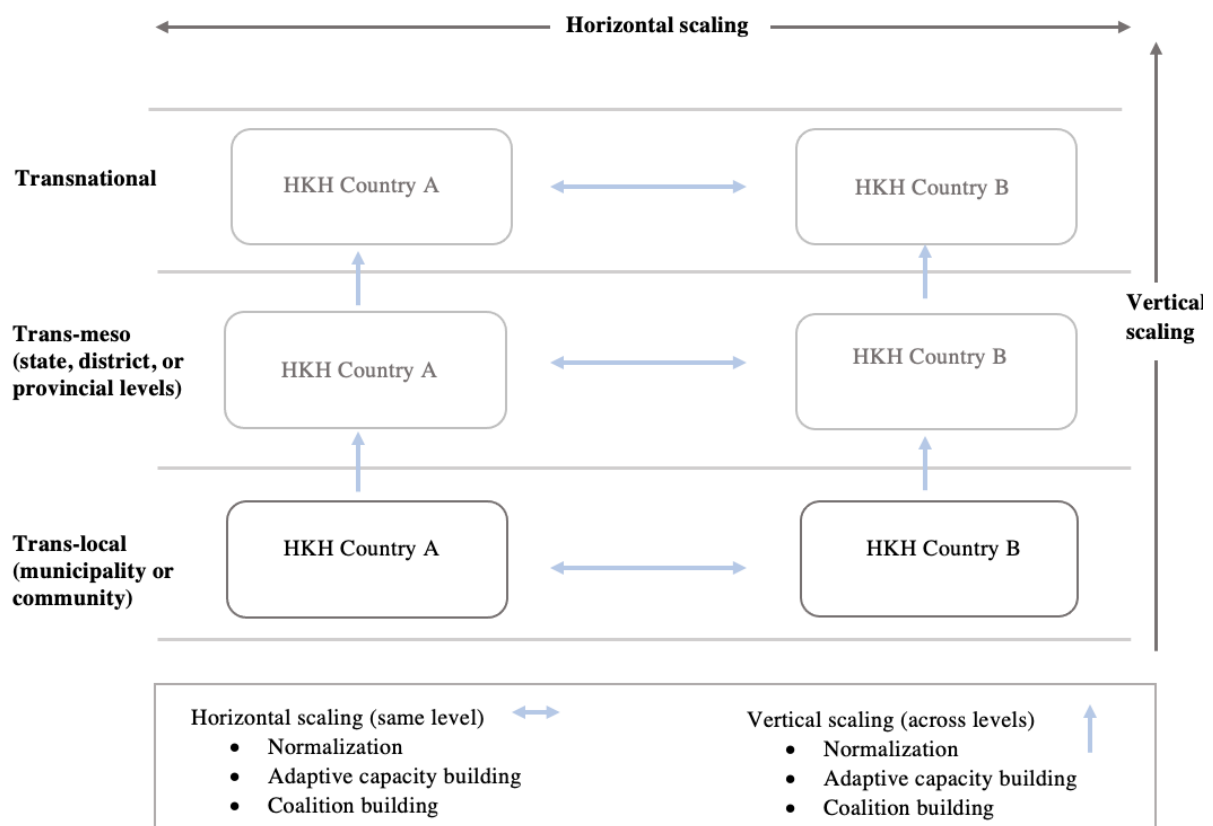 Horizontal scaling
Transnational
HKH Country A
HKH Country B
Vertical
scaling
Trans-meso
(state, district, or
provincial levels)
HKH Country A
HKH Country B
Trans-local
(municipality or
community)
HKH Country A
HKH Country B
Horizontal scaling (same level)
• Normalization
• Adaptive capacity building
• Coalition building
Vertical scaling (across levels)
• Normalization
• Adaptive capacity building
• Coalition building